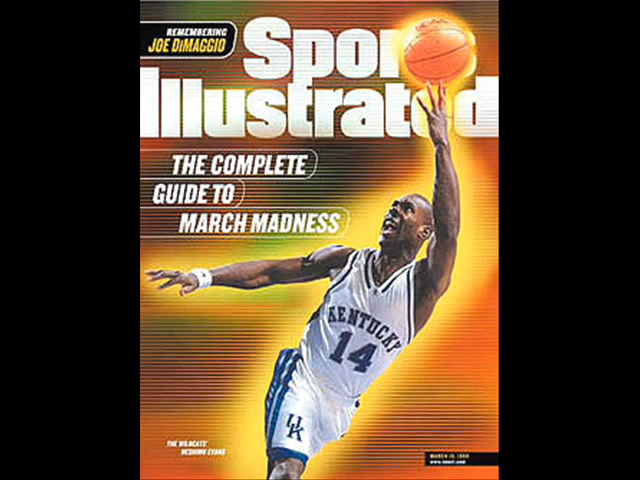 REMEMBERING
JOE DiMAGGIO
Sports
Illustrated
THE COMPLETE
GUIDE TO
MARCH MADNESS
KENTUCKY
14
UK
THE WILDCATS'
HESHIMU EVANS
MARCH 15, 1999